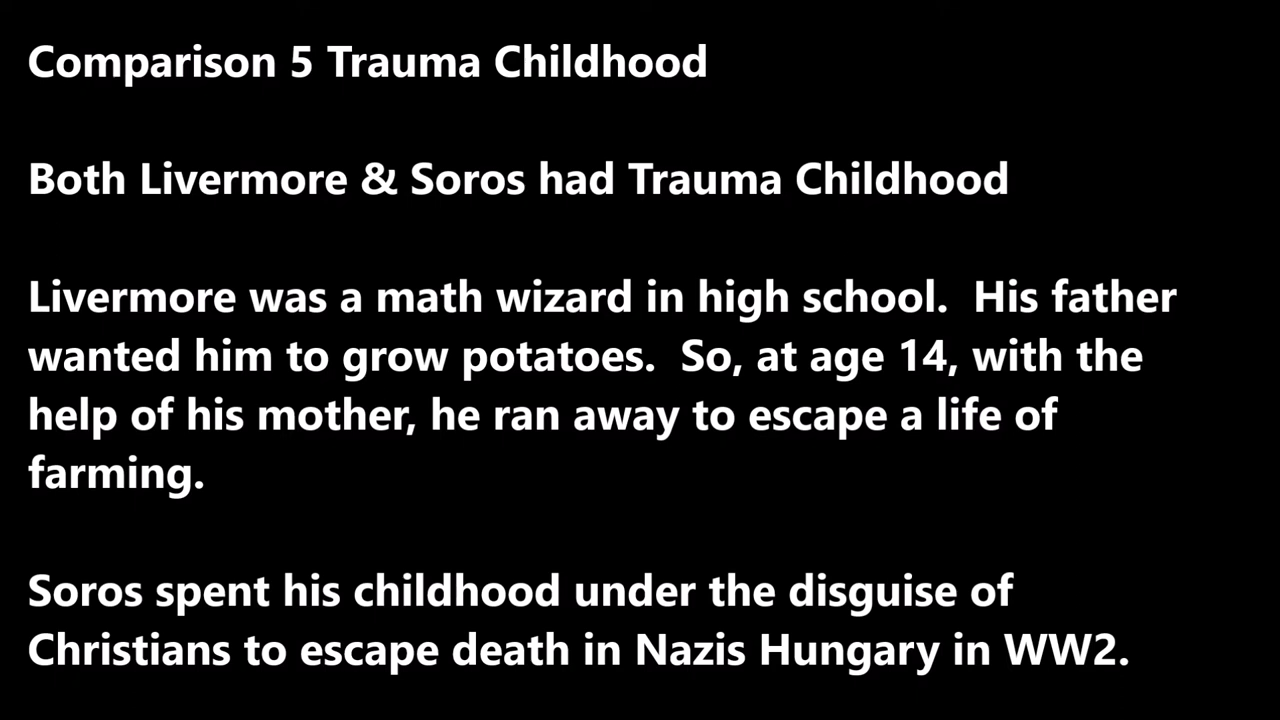 Comparison 5 Trauma Childhood
Both Livermore & Soros had Trauma Childhood
Livermore was a math wizard in high school.  His father
wanted him to grow potatoes.  So, at age 14, with the
help of his mother, he ran away to escape a life of
farming.
Soros spent his childhood under the disguise of
Christians to escape death in Nazis Hungary in WW2.